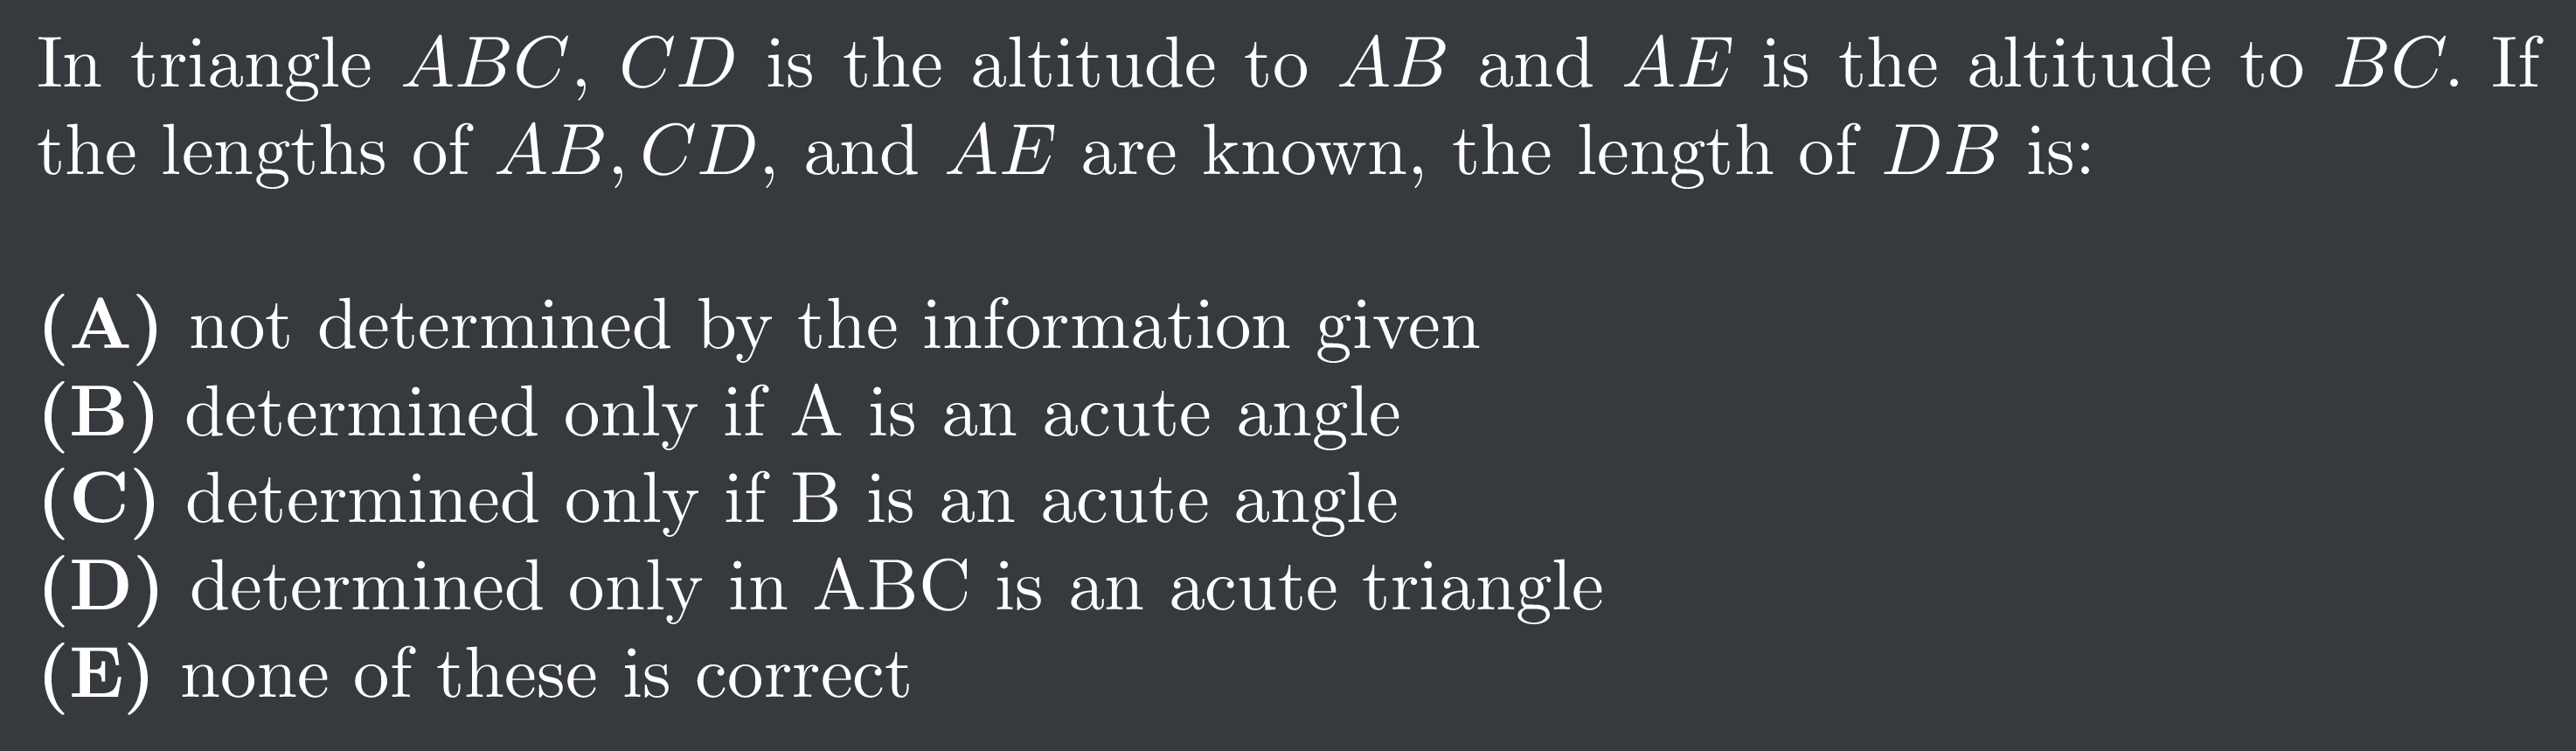 In triangle ABC, CD is the altitude to AB and AE is the altitude to BC. If
the lengths of AB, CD, and AE are known, the length of DB is:
(A) not determined by the information given
(B) determined only if A is an acute angle
(C) determined only if B is an acute angle
(D) determined only in ABC is an acute triangle
(E) none of these is correct